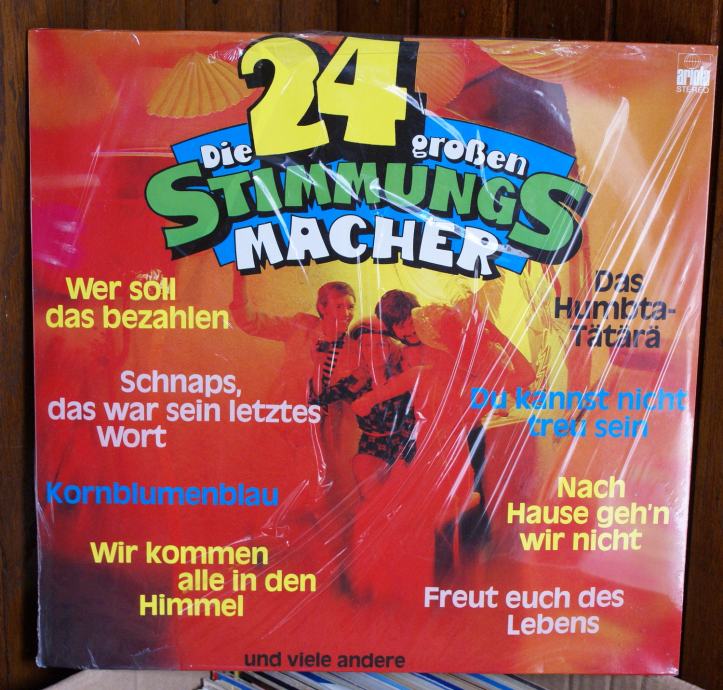 24
Die großen
STIMMUNGS
MACHER
ariola
STEREO
Wer soll
das bezahlen
Schnaps,
das war sein letztes
Wort
Kornblumenblau
Wir kommen
alle in den
Himmel
Das
Humbta-
Tätärä
Du kannst nicht
treu sein
Nach
Hause geh'n
wir nicht
Freut euch des
Lebens
und viele andere